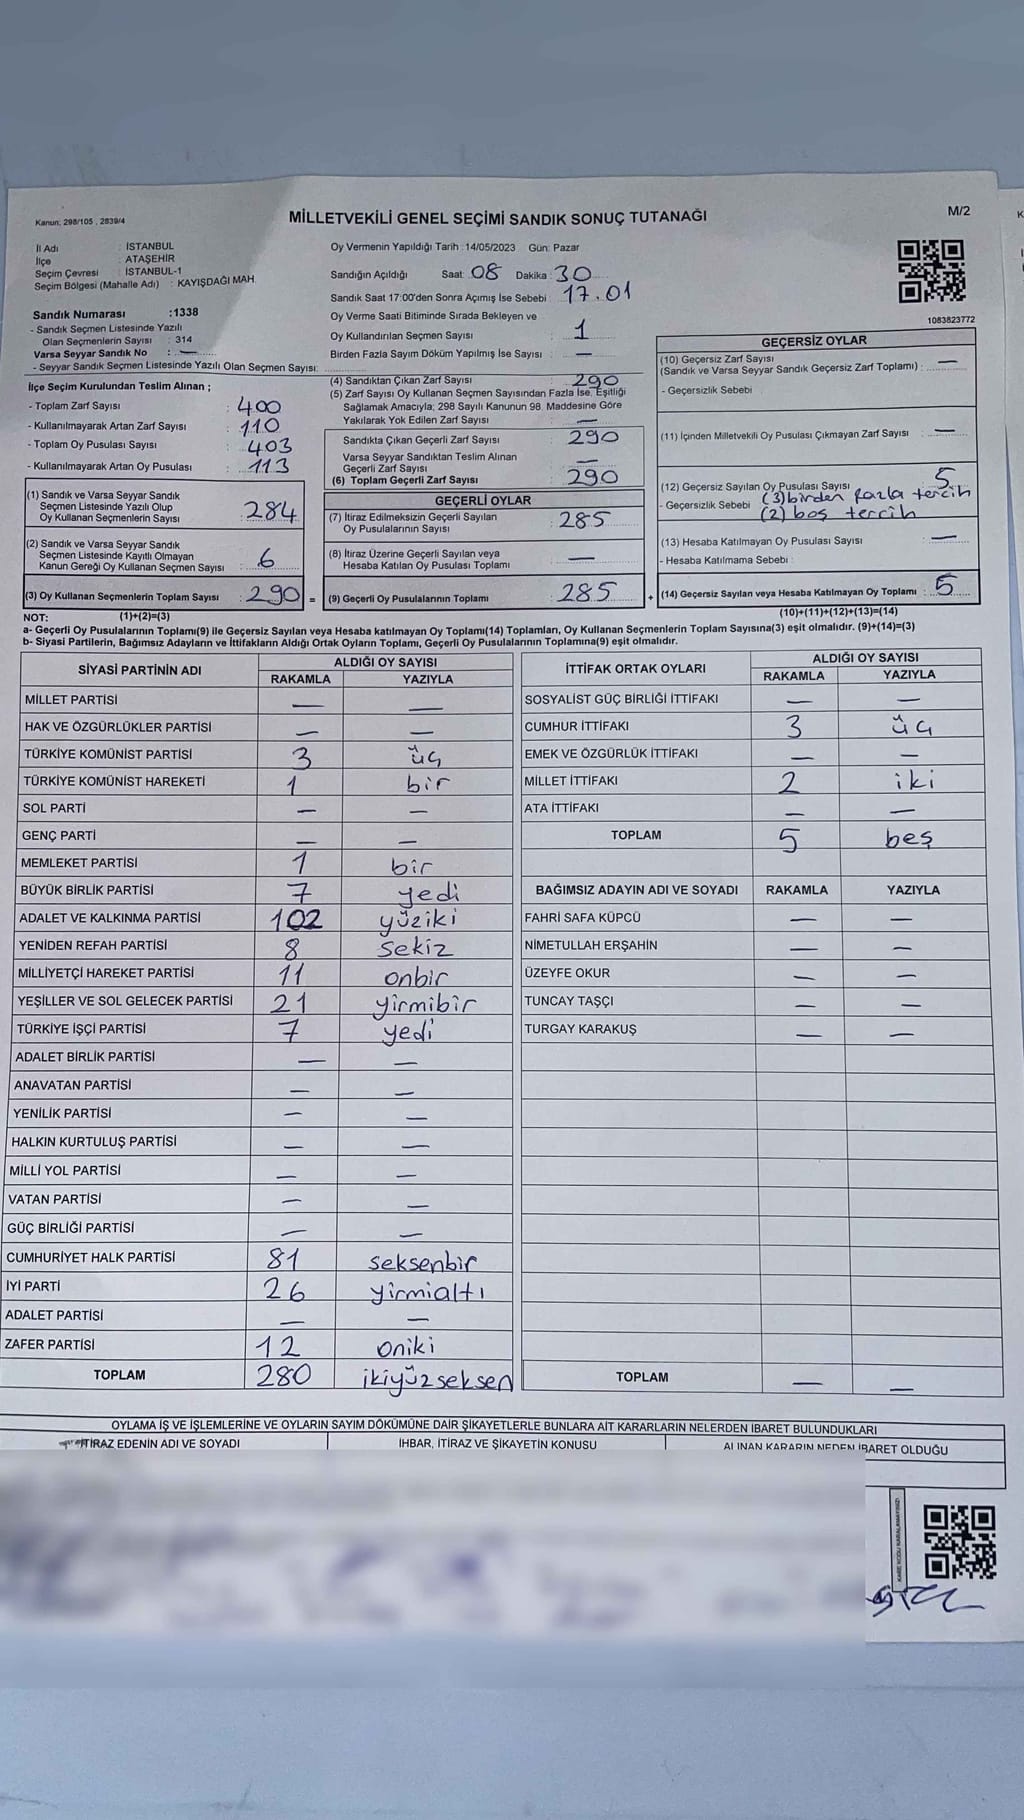 Kanun: 298/105 , 2839/4
MİLLETVEKİLİ GENEL SEÇİMİ SANDIK SONUÇ TUTANAĞI
M/2
İl Adı : İSTANBUL
İlçe : ATAŞEHİR
Seçim Çevresi : İSTANBUL-1
Seçim Bölgesi (Mahalle Adı) : KAYIŞDAĞI MAH.
Sandık Numarası :1338
- Sandık Seçmen Listesinde Yazılı
Olan Seçmenlerin Sayısı : 314
Varsa Seyyar Sandık No : —
- Seyyar Sandık Seçmen Listesinde Yazılı Olan Seçmen Sayısı:
İlçe Seçim Kurulundan Teslim Alınan ;
- Toplam Zarf Sayısı : 400
- Kullanılmayarak Artan Zarf Sayısı : 110
- Toplam Oy Pusulası Sayısı : 403
- Kullanılmayarak Artan Oy Pusulası : 113
(1) Sandık ve Varsa Seyyar Sandık
Seçmen Listesinde Yazılı Olup
Oy Kullanan Seçmenlerin Sayısı : 284
(2) Sandık ve Varsa Seyyar Sandık
Seçmen Listesinde Kayıtlı Olmayan
Kanun Gereği Oy Kullanan Seçmen Sayısı : 6
(3) Oy Kullanan Seçmenlerin Toplam Sayısı : 290 =
Oy Vermenin Yapıldığı Tarih : 14/05/2023 Gün: Pazar
Sandığın Açıldığı Saat: 08 Dakika : 30
Sandık Saat 17:00'den Sonra Açımış İse Sebebi : 17.01
Oy Verme Saati Bitiminde Sırada Bekleyen ve
Oy Kullandırılan Seçmen Sayısı : 1
Birden Fazla Sayım Döküm Yapılmış İse Sayısı : —
(4) Sandıktan Çıkan Zarf Sayısı : 290
(5) Zarf Sayısı Oy Kullanan Seçmen Sayısından Fazla İse, Eşitliği
Sağlamak Amacıyla; 298 Sayılı Kanunun 98. Maddesine Göre
Yakılarak Yok Edilen Zarf Sayısı : —
Sandıkta Çıkan Geçerli Zarf Sayısı : 290
Varsa Seyyar Sandıktan Teslim Alınan
Geçerli Zarf Sayısı : —
(6) Toplam Geçerli Zarf Sayısı : 290
GEÇERLİ OYLAR
(7) İtiraz Edilmeksizin Geçerli Sayılan
Oy Pusulalarının Sayısı : 285
(8) İtiraz Üzerine Geçerli Sayılan veya
Hesaba Katılan Oy Pusulası Toplamı : —
(9) Geçerli Oy Pusulalarının Toplamı : 285 +
1083823772
GEÇERSİZ OYLAR
(10) Geçersiz Zarf Sayısı
(Sandık ve Varsa Seyyar Sandık Geçersiz Zarf Toplamı) : —
- Geçersizlik Sebebi
(11) İçinden Milletvekili Oy Pusulası Çıkmayan Zarf Sayısı : —
(12) Geçersiz Sayılan Oy Pusulası Sayısı : 5
- Geçersizlik Sebebi : (3) birden fazla tercih
(2) boş tercih
(13) Hesaba Katılmayan Oy Pusulası Sayısı : —
- Hesaba Katılmama Sebebi :
(14) Geçersiz Sayılan veya Hesaba Katılmayan Oy Toplamı : 5
NOT: (1)+(2)=(3)
(10)+(11)+(12)+(13)=(14)
a- Geçerli Oy Pusulalarının Toplamı(9) ile Geçersiz Sayılan veya Hesaba katılmayan Oy Toplamı(14) Toplamları, Oy Kullanan Seçmenlerin Toplam Sayısına(3) eşit olmalıdır. (9)+(14)=(3)
b- Siyasi Partilerin, Bağımsız Adayların ve İttifakların Aldığı Ortak Oyların Toplamı, Geçerli Oy Pusulalarının Toplamına(9) eşit olmalıdır.
SİYASİ PARTİNİN ADI ALDIĞI OY SAYISI
RAKAMLA YAZIYLA
MİLLET PARTİSİ — —
HAK VE ÖZGÜRLÜKLER PARTİSİ — —
TÜRKİYE KOMÜNİST PARTİSİ 3 üç
TÜRKİYE KOMÜNİST HAREKETİ 1 bir
SOL PARTİ — —
GENÇ PARTİ — —
MEMLEKET PARTİSİ 1 bir
BÜYÜK BİRLİK PARTİSİ 7 yedi
ADALET VE KALKINMA PARTİSİ 102 yüziki
YENİDEN REFAH PARTİSİ 8 sekiz
MİLLİYETÇİ HAREKET PARTİSİ 11 onbir
YEŞİLLER VE SOL GELECEK PARTİSİ 21 yirmibir
TÜRKİYE İŞÇİ PARTİSİ 7 yedi
ADALET BİRLİK PARTİSİ — —
ANAVATAN PARTİSİ — —
YENİLİK PARTİSİ — —
HALKIN KURTULUŞ PARTİSİ — —
MİLLİ YOL PARTİSİ — —
VATAN PARTİSİ — —
GÜÇ BİRLİĞİ PARTİSİ — —
CUMHURİYET HALK PARTİSİ 81 seksenbir
İYİ PARTİ 26 yirmialtı
ADALET PARTİSİ — —
ZAFER PARTİSİ 12 oniki
TOPLAM 280 ikiyüzseksen
İTTİFAK ORTAK OYLARI ALDIĞI OY SAYISI
RAKAMLA YAZIYLA
SOSYALİST GÜÇ BİRLİĞİ İTTİFAKI — —
CUMHUR İTTİFAKI 3 üç
EMEK VE ÖZGÜRLÜK İTTİFAKI — —
MİLLET İTTİFAKI 2 iki
ATA İTTİFAKI — —
TOPLAM 5 beş
BAĞIMSIZ ADAYIN ADI VE SOYADI RAKAMLA YAZIYLA
FAHRİ SAFA KÜPCÜ — —
NİMETULLAH ERŞAHİN — —
ÜZEYFE OKUR — —
TUNCAY TAŞÇI — —
TURGAY KARAKUŞ — —
TOPLAM — —
OYLAMA İŞ VE İŞLEMLERİNE VE OYLARIN SAYIM DÖKÜMÜNE DAİR ŞİKAYETLERLE BUNLARA AİT KARARLARIN NELERDEN İBARET BULUNDUKLARI
İTİRAZ EDENİN ADI VE SOYADI İHBAR, İTİRAZ VE ŞİKAYETİN KONUSU ALINAN KARARIN NEDEN İBARET OLDUĞU
KARE KODU KARALAMAYINIZ!